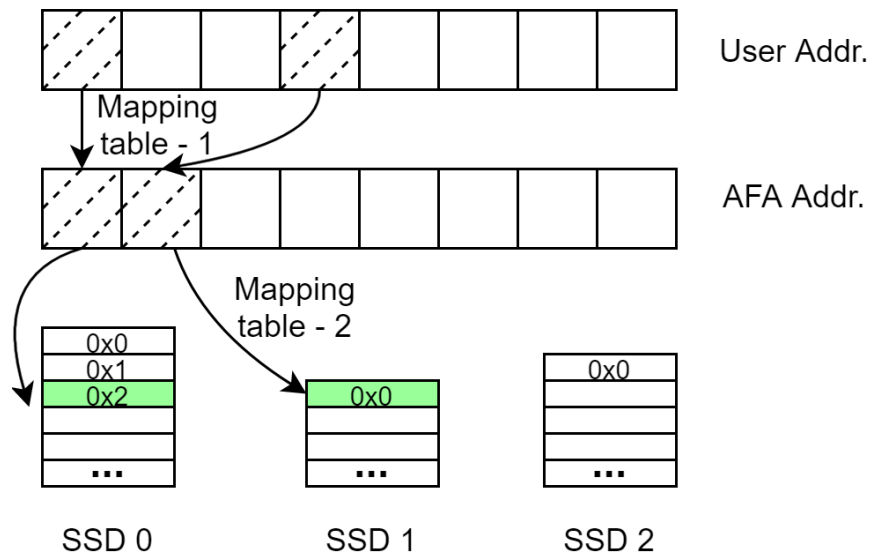 User Addr.
Mapping
table - 1
AFA Addr.
Mapping
table - 2
0x0
0x1
0x2
...
0x0
...
0x0
...
SSD 0
SSD 1
SSD 2